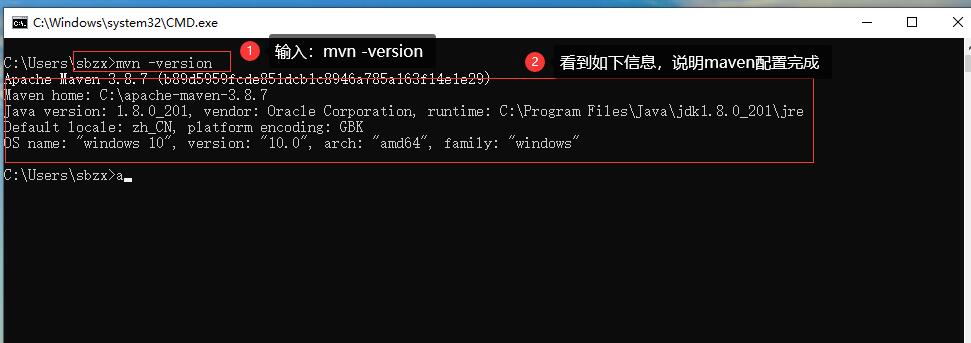 C:\Windows\system32\CMD.exe
1 输入：mvn -version
C:\Users\sbzx>mvn -version
2 看到如下信息，说明maven配置完成
Apache Maven 3.8.7 (b89d5959fcde851dcb1c8946a785a163f14e1e29)
Maven home: C:\apache-maven-3.8.7
Java version: 1.8.0_201, vendor: Oracle Corporation, runtime: C:\Program Files\Java\jdk1.8.0_201\jre
Default locale: zh_CN, platform encoding: GBK
OS name: "windows 10", version: "10.0", arch: "amd64", family: "windows"
C:\Users\sbzx>a